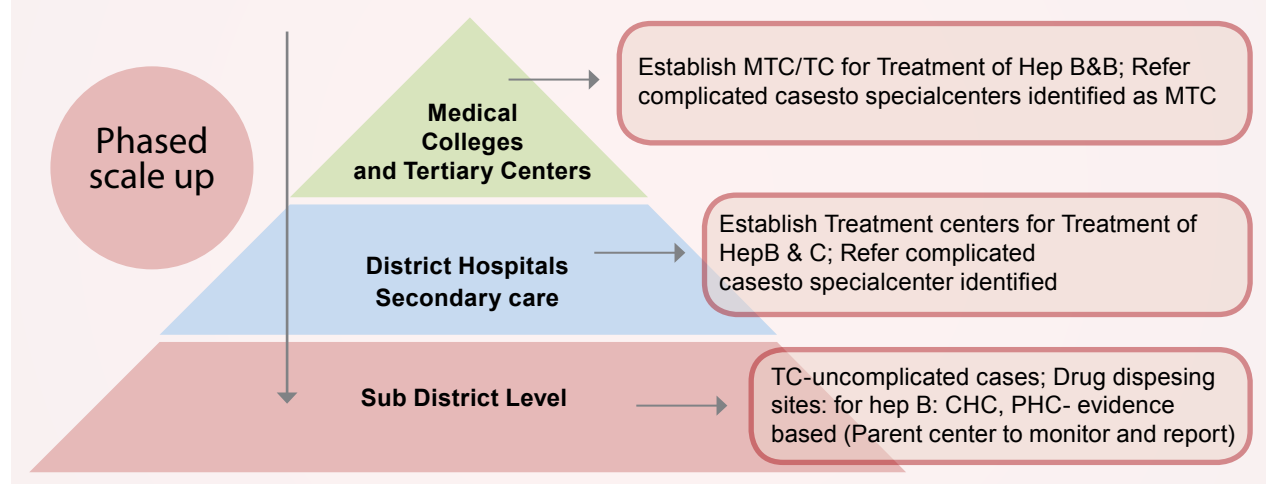 Phased
scale up
Medical
Colleges
and Tertiary Centers
Establish MTC/TC for Treatment of Hep B&B; Refer
complicated casesto specialcenters identified as MTC
District Hospitals
Secondary care
Establish Treatment centers for Treatment of
HepB & C; Refer complicated
casesto specialcenter identified
Sub District Level
TC-uncomplicated cases; Drug dispesing
sites: for hep B: CHC, PHC- evidence
based (Parent center to monitor and report)